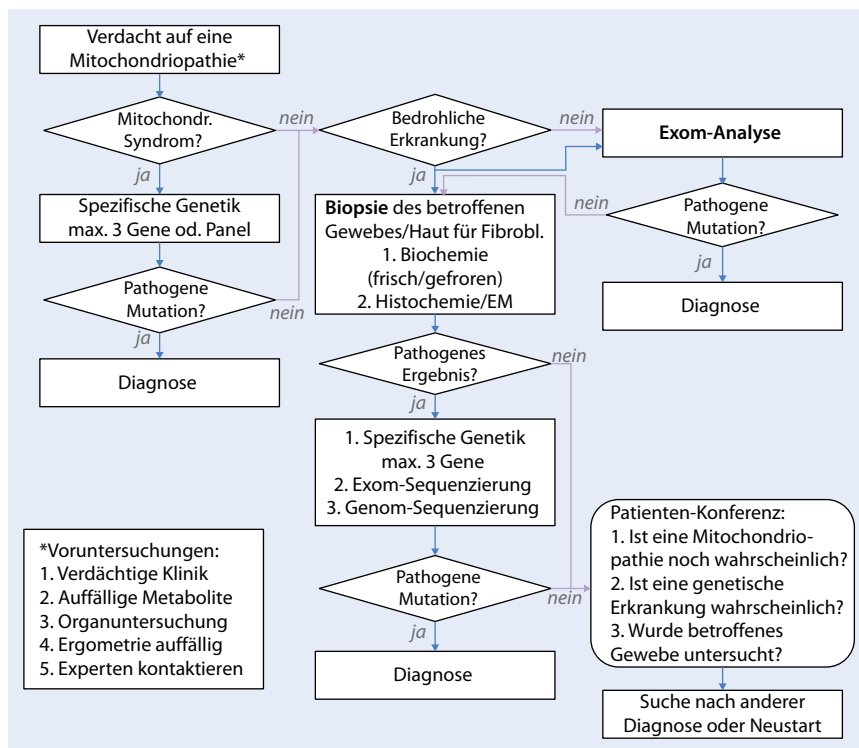 Verdacht auf eine
Mitochondriopathie*
Mitochondr.
Syndrom?
nein
ja
Spezifische Genetik
max. 3 Gene od. Panel
Pathogene
Mutation?
nein
ja
Diagnose
Bedrohliche
Erkrankung?
nein
ja
Biopsie des betroffenen
Gewebes/Haut für Fibrobl.
1. Biochemie
(frisch/gefroren)
2. Histochemie/EM
Pathogenes
Ergebnis?
nein
ja
1. Spezifische Genetik
max. 3 Gene
2. Exom-Sequenzierung
3. Genom-Sequenzierung
Pathogene
Mutation?
nein
ja
Diagnose
Exom-Analyse
nein
Pathogene
Mutation?
ja
Diagnose
Patienten-Konferenz:
1. Ist eine Mitochondrio-
pathie noch wahrscheinlich?
2. Ist eine genetische
Erkrankung wahrscheinlich?
3. Wurde betroffenes
Gewebe untersucht?
Suche nach anderer
Diagnose oder Neustart
*Voruntersuchungen:
1. Verdächtige Klinik
2. Auffällige Metabolite
3. Organuntersuchung
4. Ergometrie auffällig
5. Experten kontaktieren